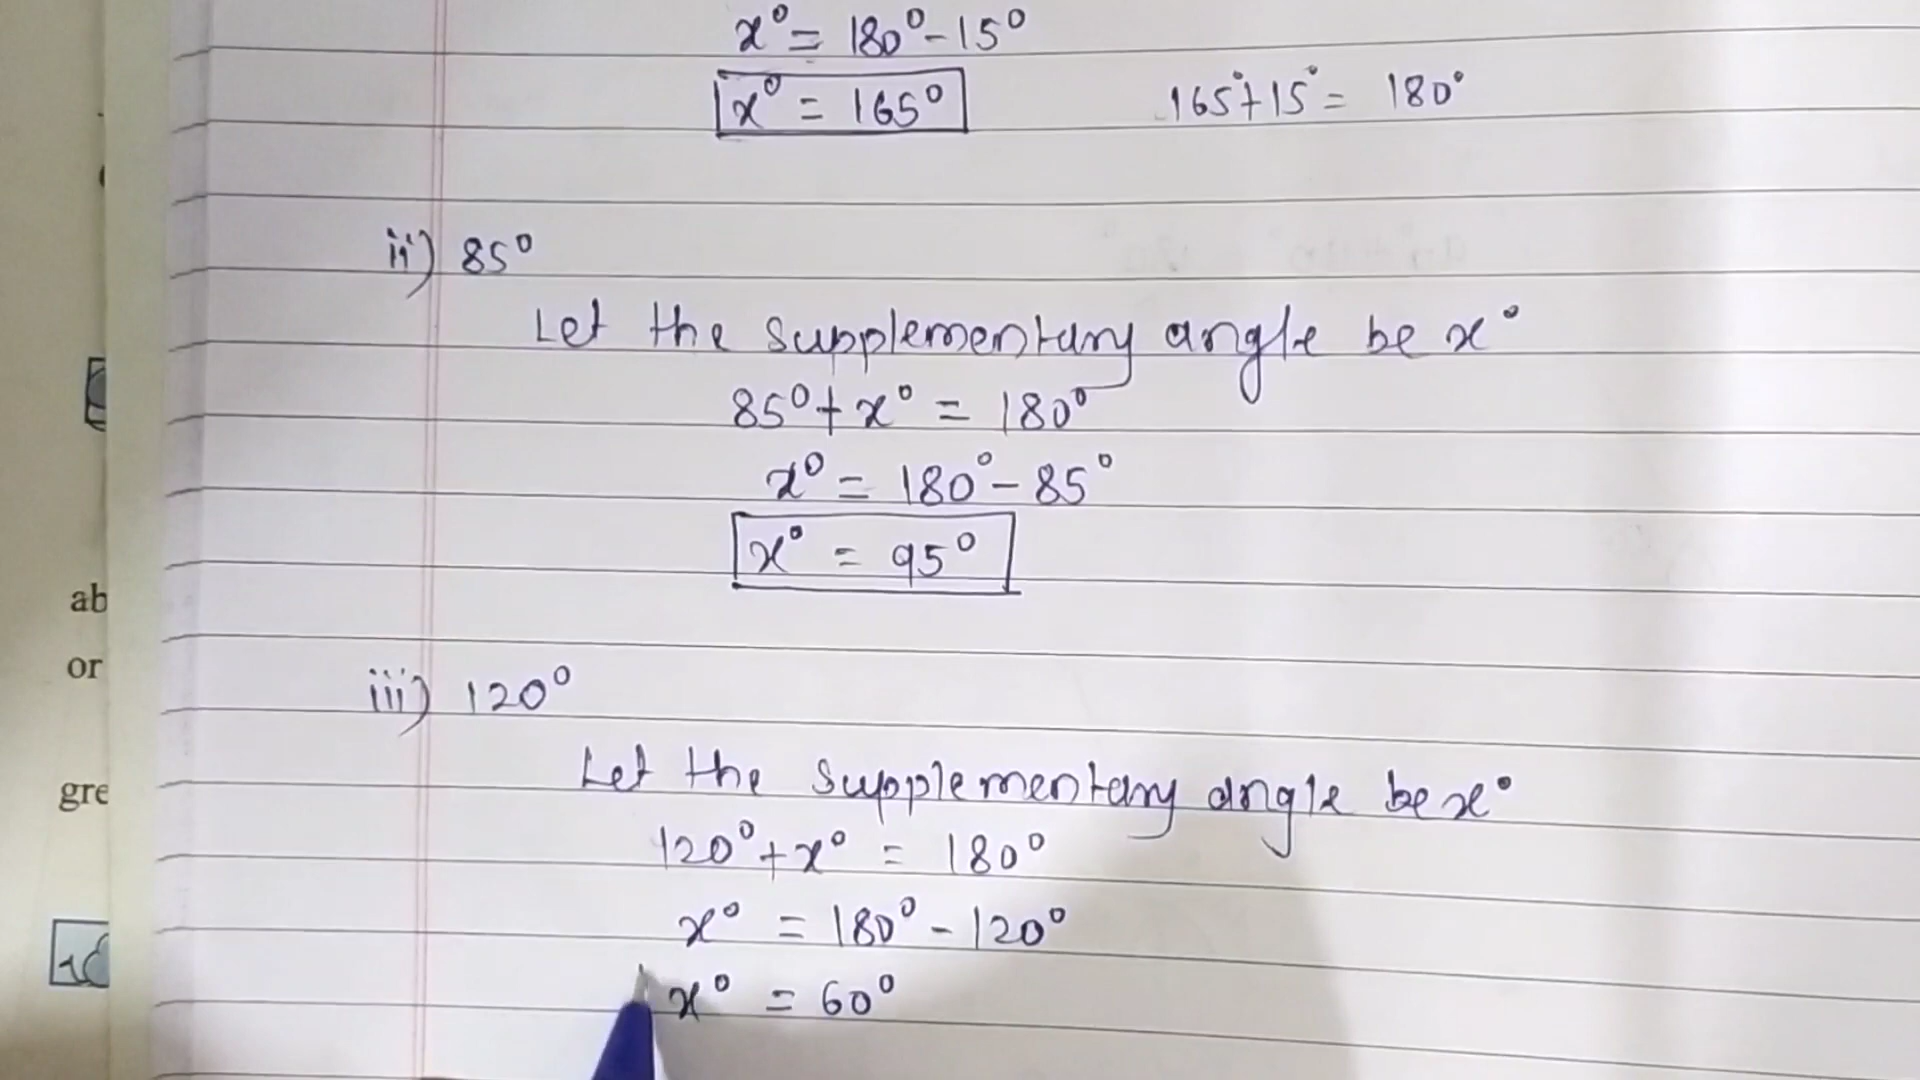 x° = 180° - 15°
x° = 165° 165° + 15° = 180°
ii) 85°
Let the supplementary angle be x°
85° + x° = 180°
x° = 180° - 85°
x° = 95°
ab
or
iii) 120°
Let the supplementary angle be x°
gre
120° + x° = 180°
x° = 180° - 120°
x° = 60°